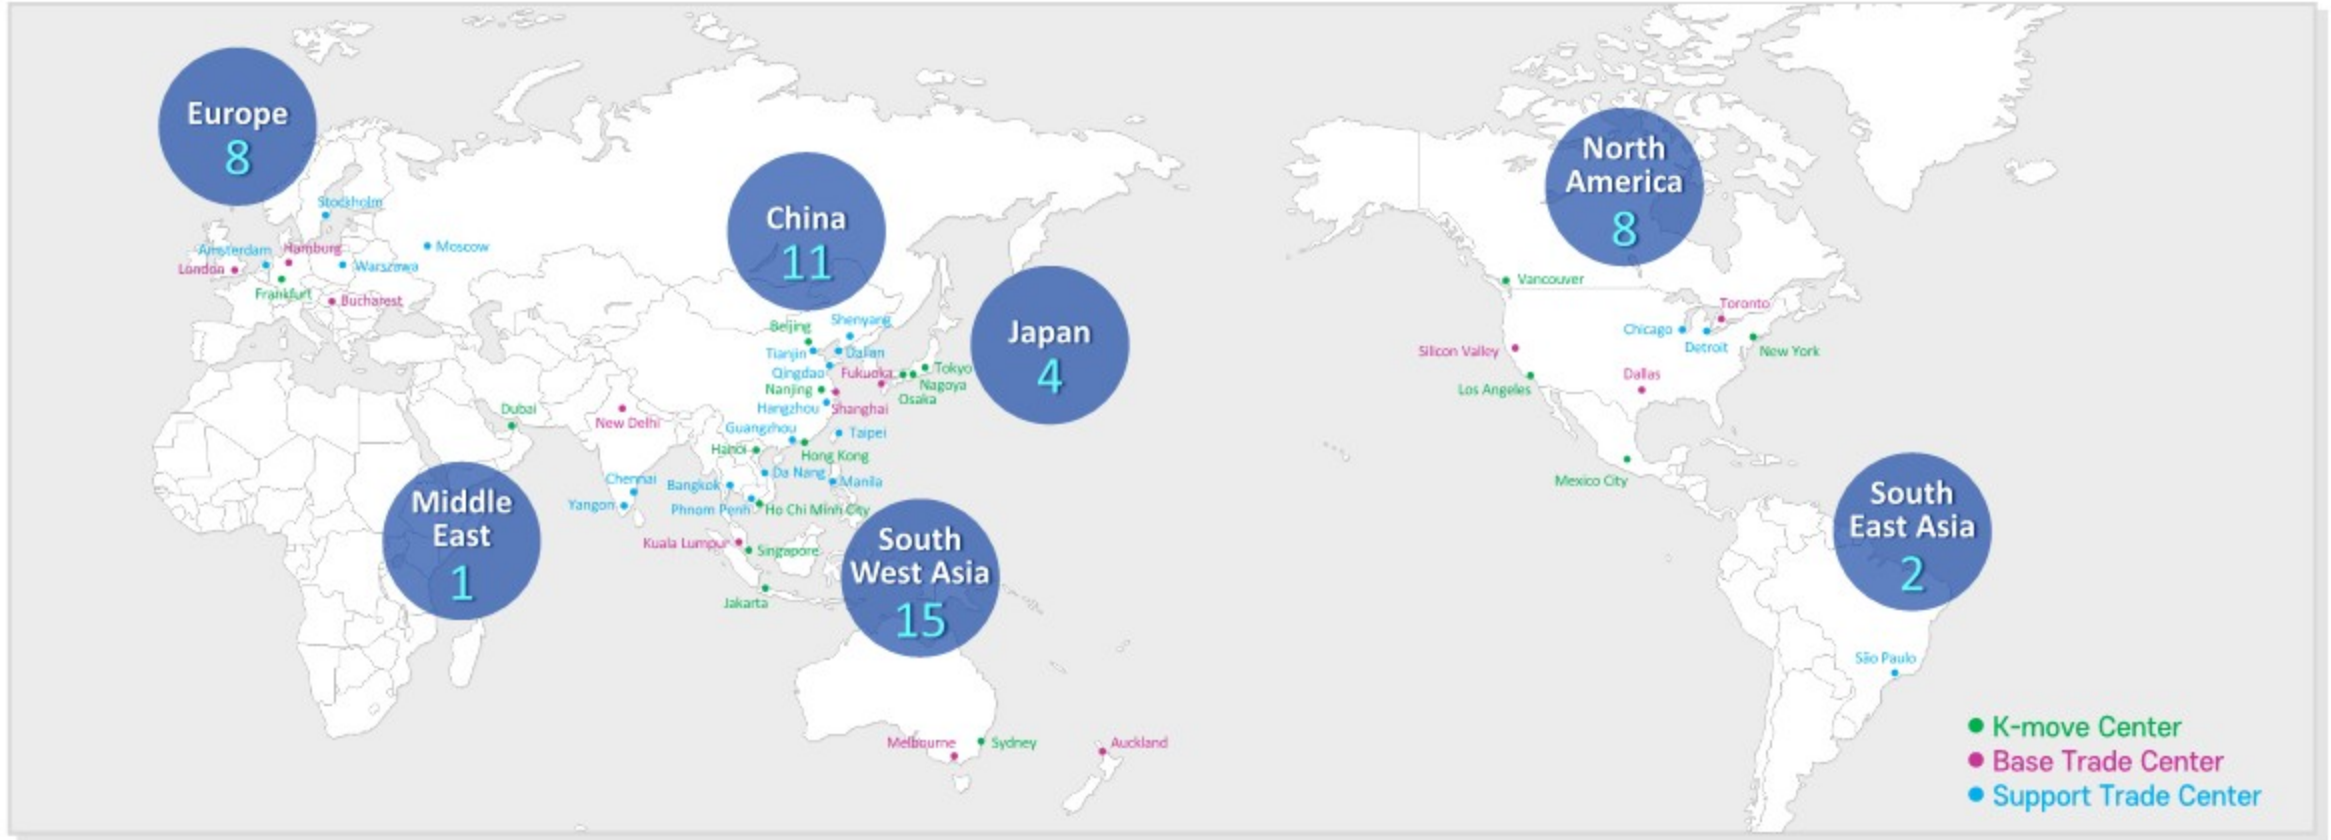 Europe
8
Stockholm
Moscow
Amsterdam
Hamburg
London
Warszawa
Frankfurt
Bucharest
China
11
Japan
4
Beijing
Shenyang
Tianjin
Dalian
Qingdao
Fukuoka
Tokyo
Nanjing
Nagoya
Osaka
Hangzhou
Shanghai
Guangzhou
Taipei
Hanoi
Hong Kong
Dubai
New Delhi
Chennai
Yangon
Bangkok
Da Nang
Manila
Phnom Penh
Ho Chi Minh City
Kuala Lumpur
Singapore
Jakarta
Middle
East
1
South
West Asia
15
Melbourne
Sydney
Auckland
North
America
8
Vancouver
Toronto
Chicago
Detroit
New York
Silicon Valley
Los Angeles
Dallas
Mexico City
South
East Asia
2
São Paulo
K-move Center
Base Trade Center
Support Trade Center